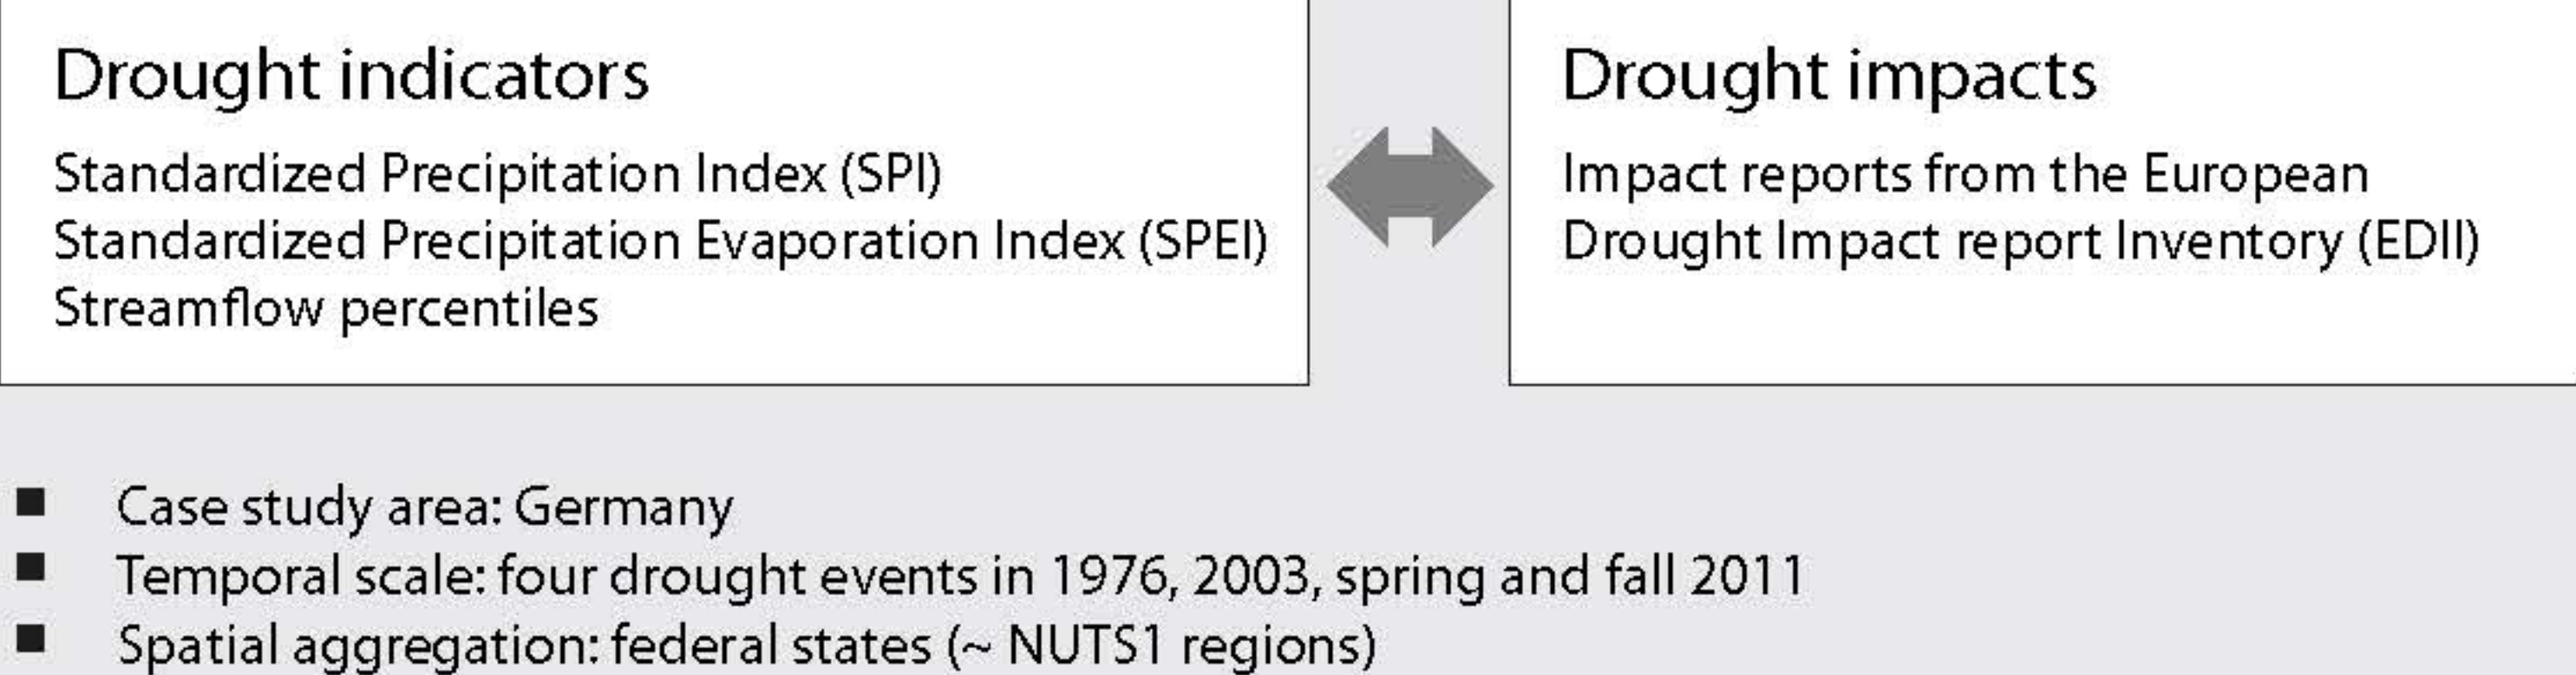 Drought indicators
Standardized Precipitation Index (SPI)
Standardized Precipitation Evaporation Index (SPEI)
Streamflow percentiles
Drought impacts
Impact reports from the European
Drought Impact report Inventory (EDII)
■ Case study area: Germany
■ Temporal scale: four drought events in 1976, 2003, spring and fall 2011
■ Spatial aggregation: federal states (~ NUTS1 regions)